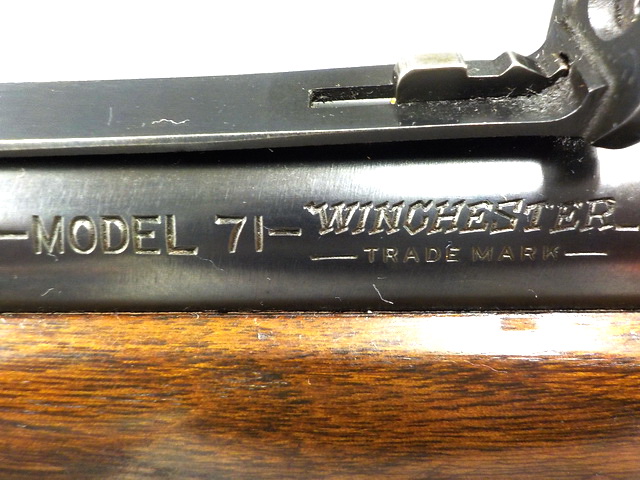 —MODEL 71— WINCHESTER—
— TRADE MARK —